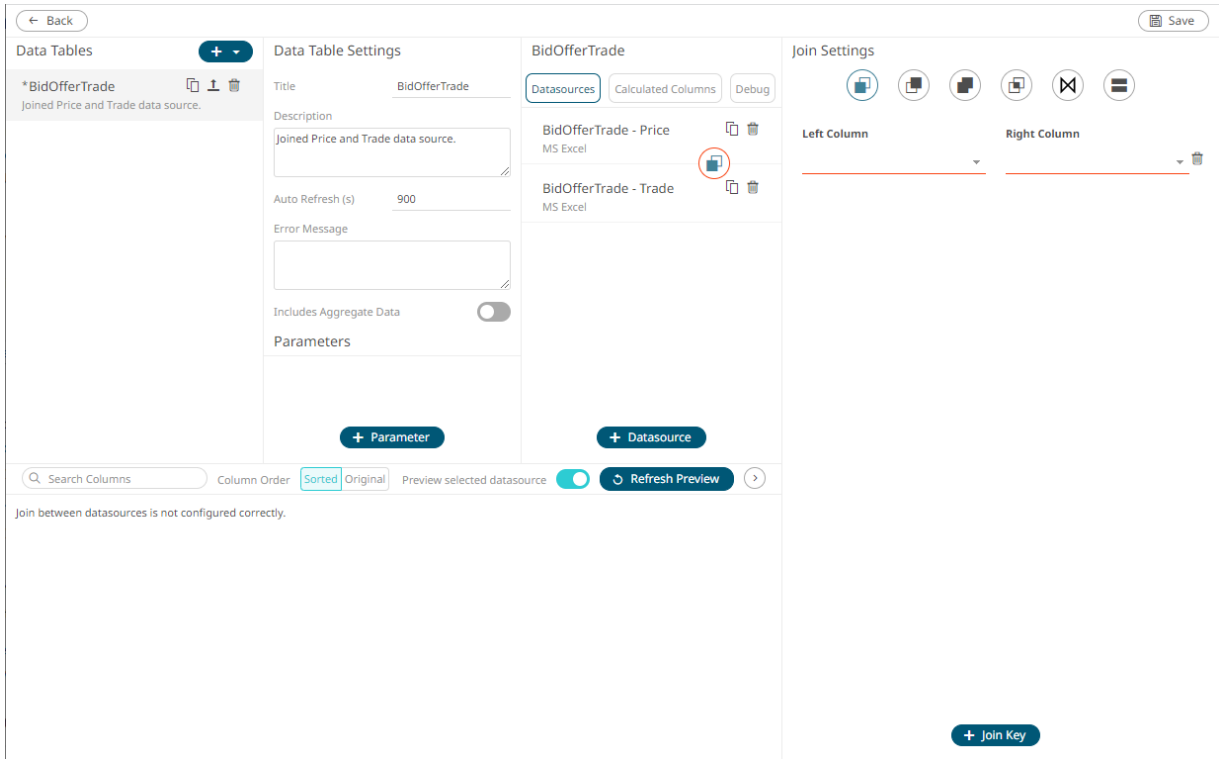 Back
Save
Data Tables
Data Table Settings
BidOfferTrade
Join Settings
*BidOfferTrade
Joined Price and Trade data source.
Title
BidOfferTrade
Description
Joined Price and Trade data source.
Auto Refresh (s)
900
Error Message
Includes Aggregate Data
Parameters
+ Parameter
Datasources
Calculated Columns
Debug
BidOfferTrade - Price
MS Excel
BidOfferTrade - Trade
MS Excel
+ Datasource
Left Column
Right Column
Search Columns
Column Order
Sorted
Original
Preview selected datasource
Refresh Preview
Join between datasources is not configured correctly.
+ Join Key